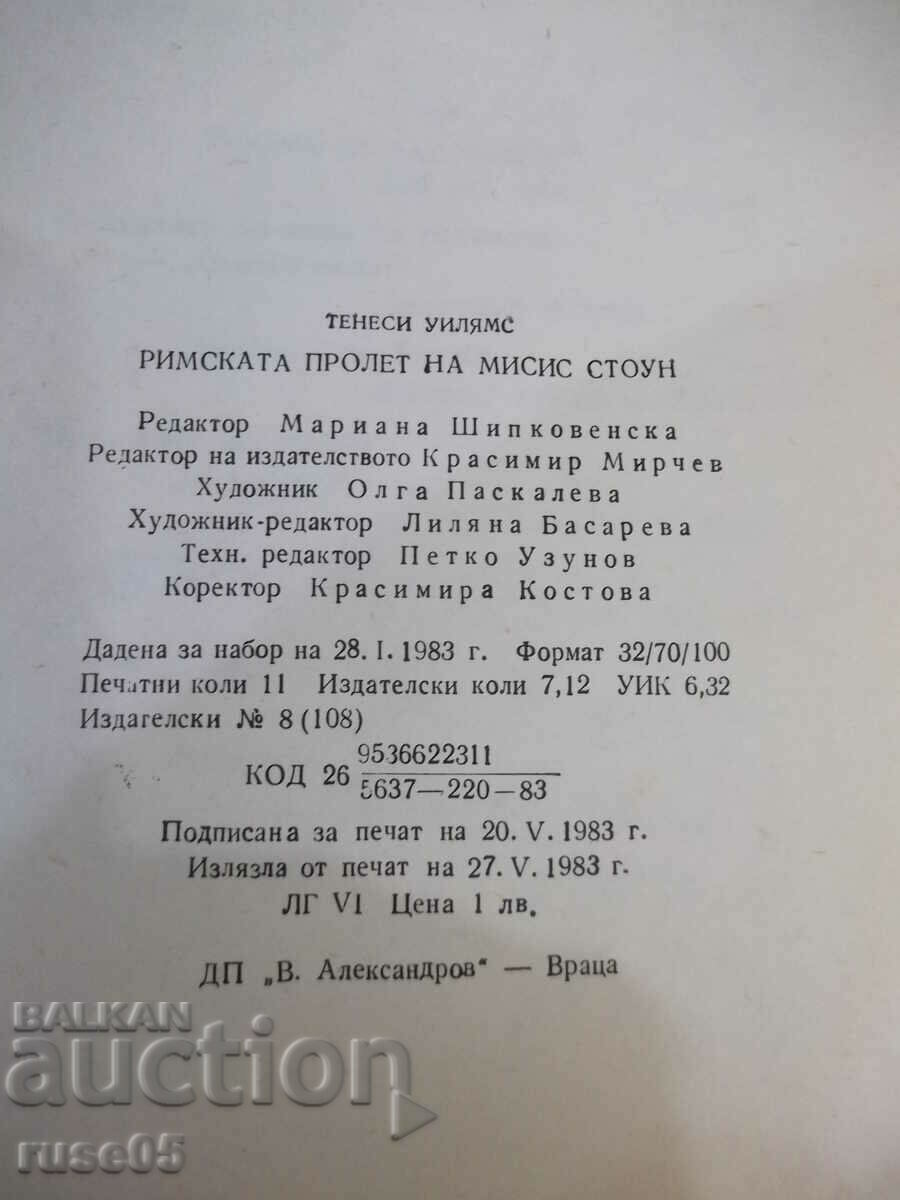 ТЕНЕСИ УИЛЯМС
РИМСКАТА ПРОЛЕТ НА МИСИС СТОУН
Редактор Мариана Шипковенска
Редактор на издателството Красимир Мирчев
Художник Олга Паскалева
Художник-редактор Лиляна Басарева
Техн. редактор Петко Узунов
Коректор Красимира Костова
Дадена за набор на 28. I. 1983 г. Формат 32/70/100
Печатни коли 11 Издателски коли 7,12 УИК 6,32
Издагелски № 8 (108)
КОД 26 9536622311
5637—220—83
Подписана за печат на 20. V. 1983 г.
Излязла от печат на 27. V. 1983 г.
ЛГ VI Цена 1 лв.
ДП „В. Александров“ — Враца
BALKAN
auction
ruse05